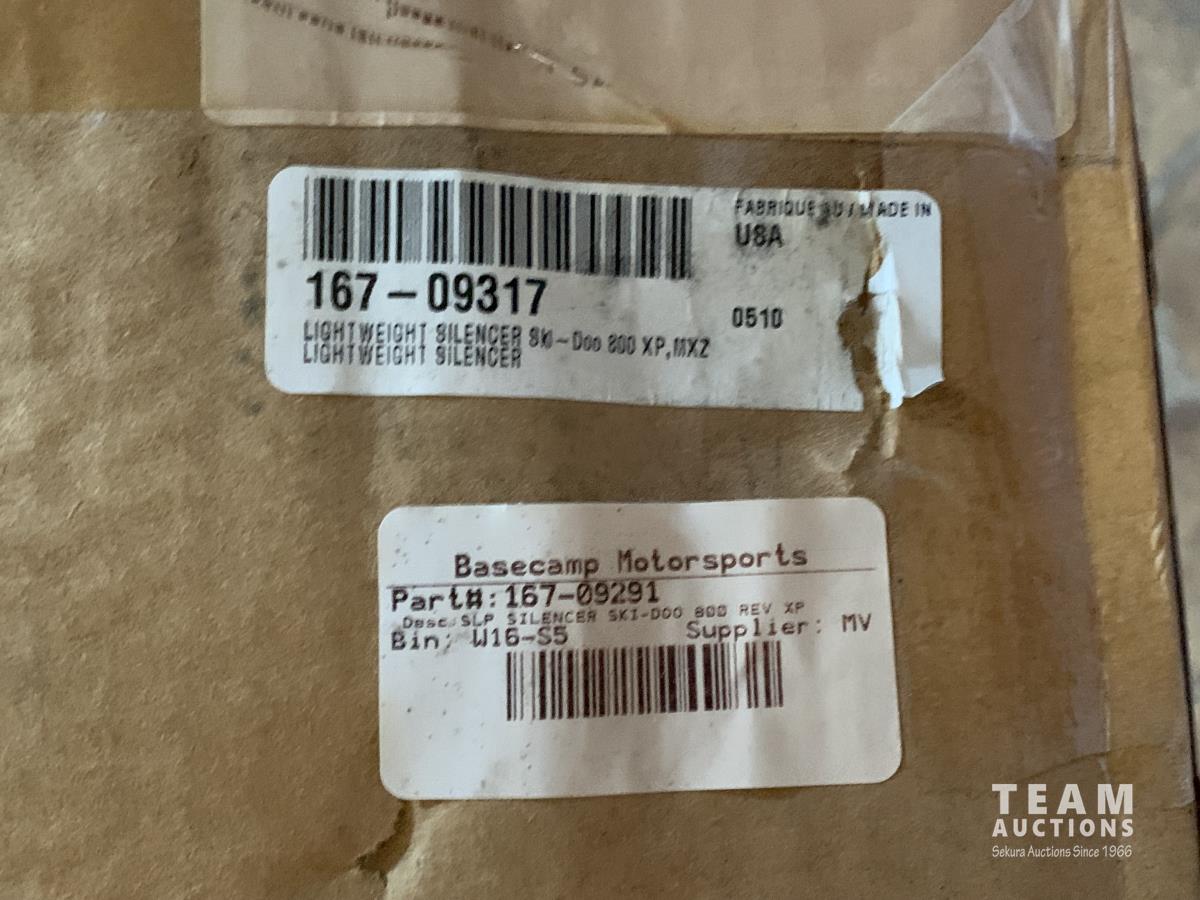 FABRIQUE AU / MADE IN
USA
167-09317
0510
LIGHTWEIGHT SILENCER SKI-DOO 800 XP,MXZ
LIGHTWEIGHT SILENCER
Basecamp Motorsports
Part#:167-09291
Desc:SLP SILENCER SKI-DOO 800 REV XP
Bin: W16-S5 Supplier: MV
TEAM
AUCTIONS
Sekura Auctions Since 1966